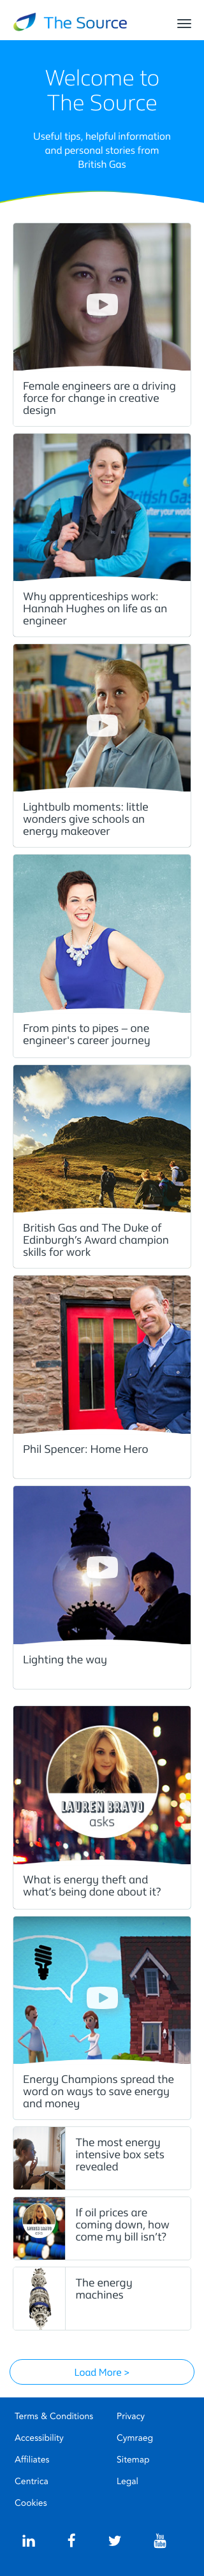 The Source
Welcome to
The Source
Useful tips, helpful information
and personal stories from
British Gas
Female engineers are a driving
force for change in creative
design
British Gas
Why apprenticeships work:
Hannah Hughes on life as an
engineer
Lightbulb moments: little
wonders give schools an
energy makeover
From pints to pipes – one
engineer's career journey
British Gas and The Duke of
Edinburgh's Award champion
skills for work
Phil Spencer: Home Hero
Lighting the way
LAUREN BRAVO
asks
What is energy theft and
what's being done about it?
Energy Champions spread the
word on ways to save energy
and money
The most energy
intensive box sets
revealed
LAUREN BRAVO
If oil prices are
coming down, how
come my bill isn't?
The energy
machines
Load More >
Terms & Conditions
Privacy
Accessibility
Cymraeg
Affiliates
Sitemap
Centrica
Legal
Cookies
in
f
You
Tube